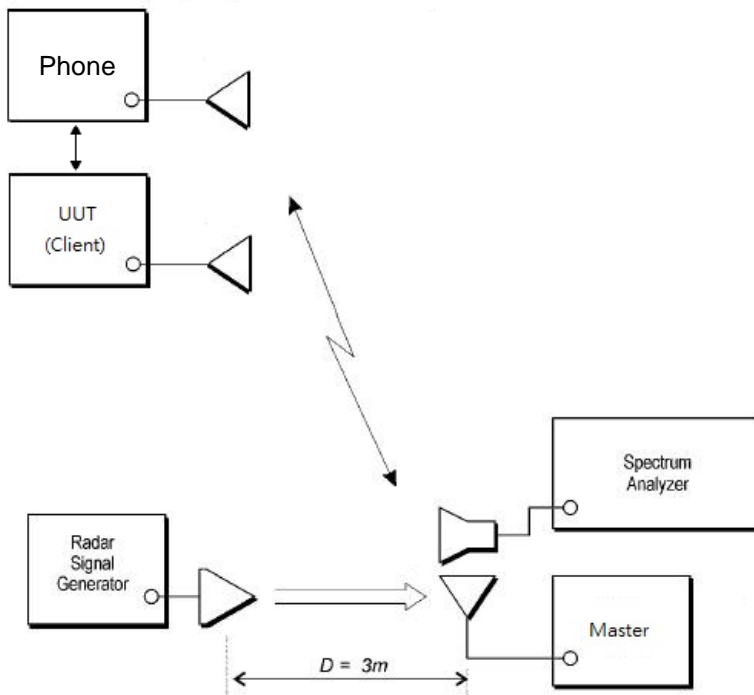 Phone
UUT
(Client)
Spectrum
Analyzer
Radar
Signal
Generator
Master
D = 3m